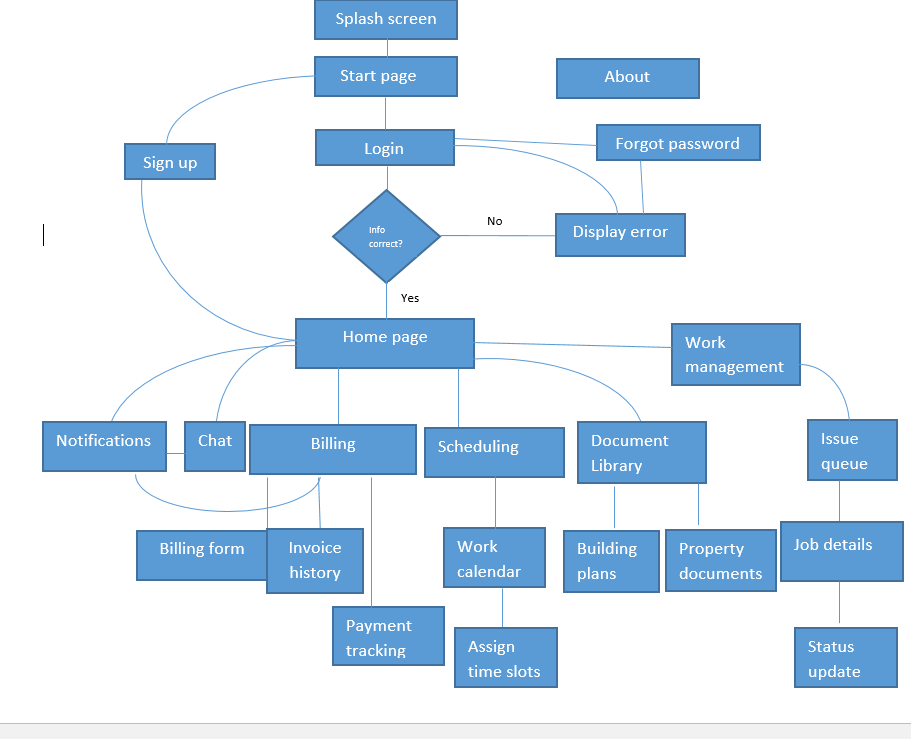 Splash screen
Start page
About
Login
Forgot password
Sign up
Info
correct?
No
Display error
Yes
Home page
Work
management
Notifications
Chat
Billing
Scheduling
Document
Library
Issue
queue
Billing form
Invoice
history
Work
calendar
Building
plans
Property
documents
Job details
Payment
tracking
Assign
time slots
Status
update